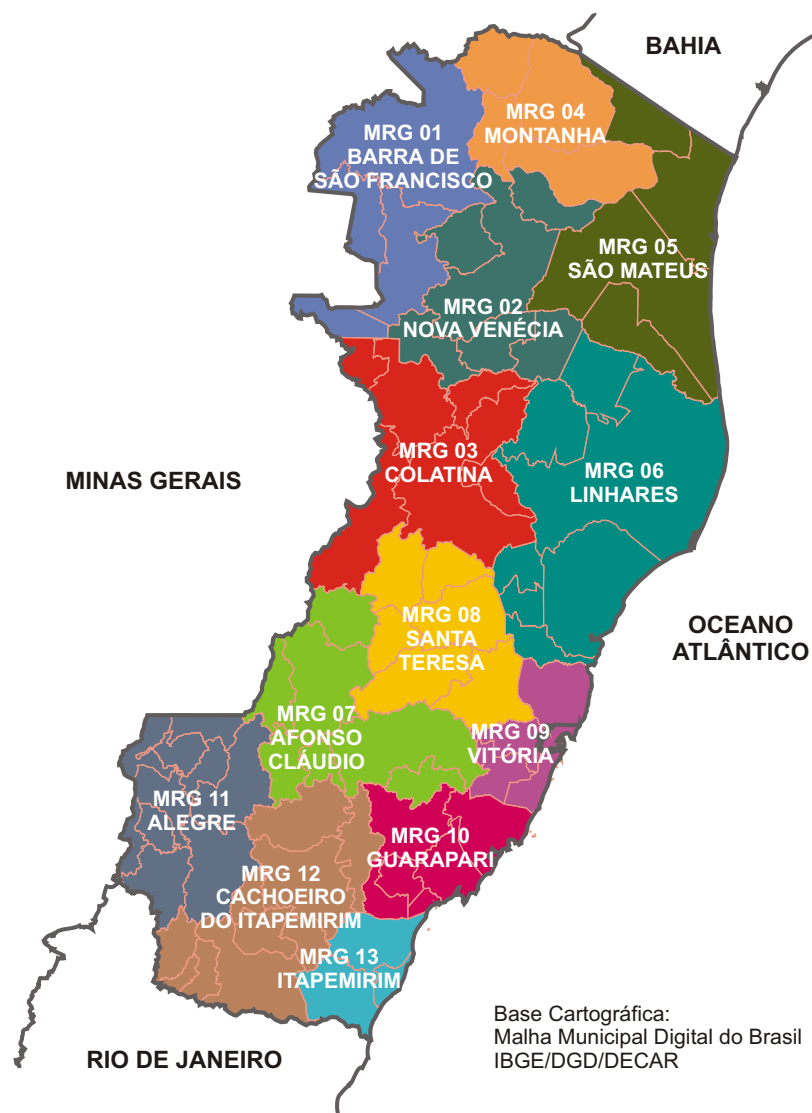 BAHIA
MRG 04
MONTANHA
MRG 01
BARRA DE
SÃO FRANCISCO
MRG 05
SÃO MATEUS
MRG 02
NOVA VENÉCIA
MRG 03
COLATINA
MRG 06
LINHARES
MINAS GERAIS
MRG 08
SANTA
TERESA
OCEANO
ATLÂNTICO
MRG 07
AFONSO
CLÁUDIO
MRG 09
VITÓRIA
MRG 11
ALEGRE
MRG 10
GUARAPARI
MRG 12
CACHOEIRO
DO ITAPEMIRIM
MRG 13
ITAPEMIRIM
RIO DE JANEIRO
Base Cartográfica:
Malha Municipal Digital do Brasil
IBGE/DGD/DECAR